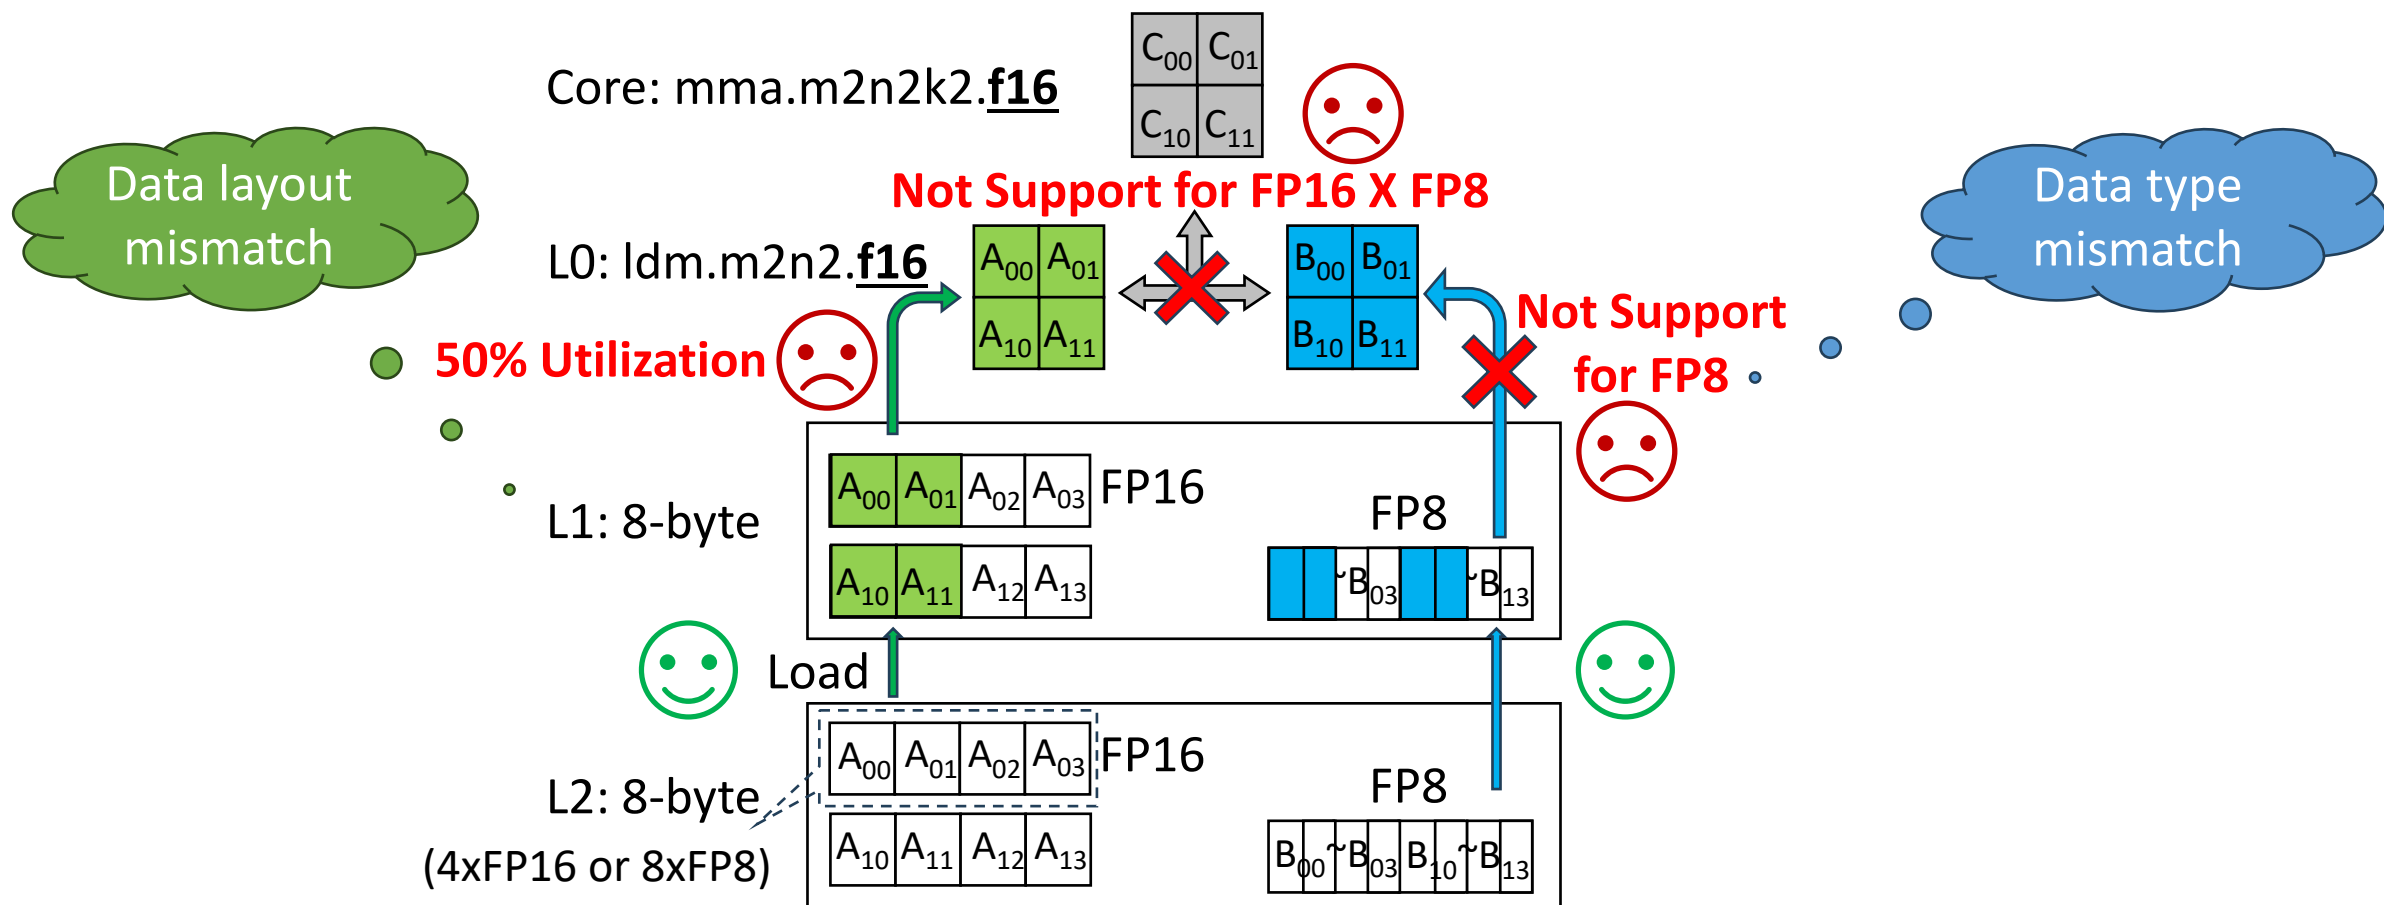 C00 C01
Core: mma.m2n2k2.f16
C10 C11
Data layout
mismatch
Data type
mismatch
Not Support for FP16 X FP8
L0: ldm.m2n2.f16
A00 A01
A10 A11
B00 B01
B10 B11
Not Support
for FP8
50% Utilization
A00 A01 A02 A03 FP16
L1: 8-byte
FP8
A10 A11 A12 A13
~B03 ~B13
Load
A00 A01 A02 A03 FP16
L2: 8-byte
FP8
(4xFP16 or 8xFP8)
A10 A11 A12 A13
B00~B03 B10~B13